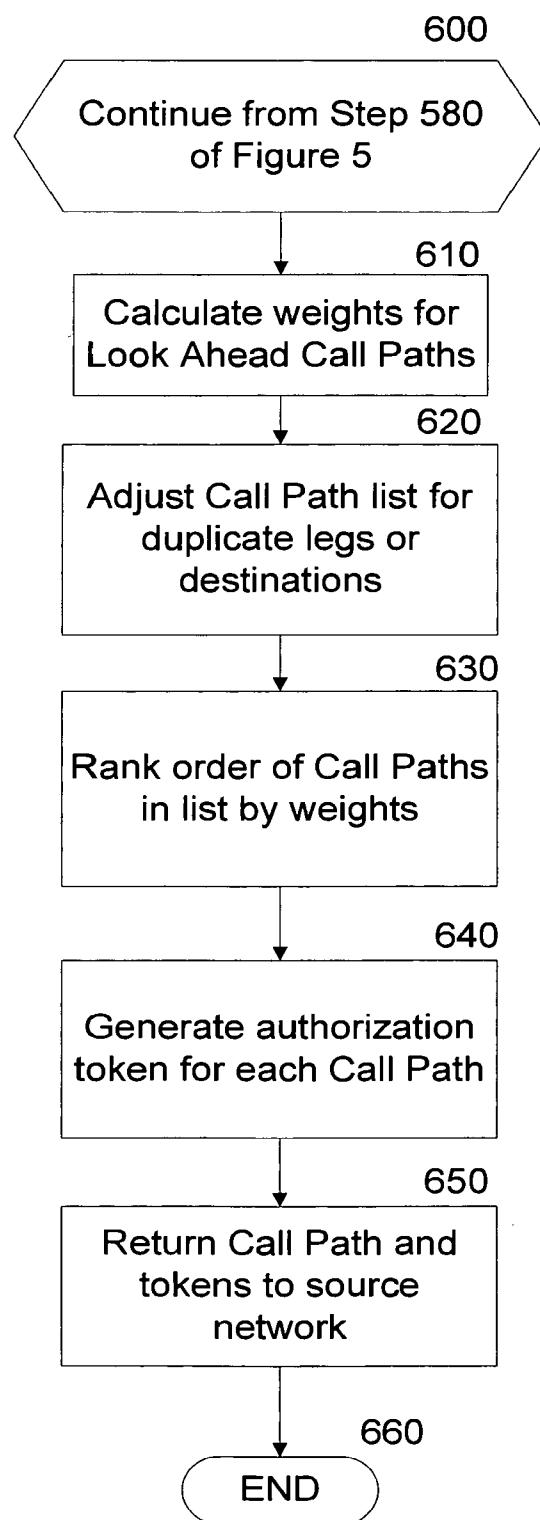 600
Continue from Step 580
of Figure 5
610
Calculate weights for
Look Ahead Call Paths
620
Adjust Call Path list for
duplicate legs or
destinations
630
Rank order of Call Paths
in list by weights
640
Generate authorization
token for each Call Path
650
Return Call Path and
tokens to source
network
660
END